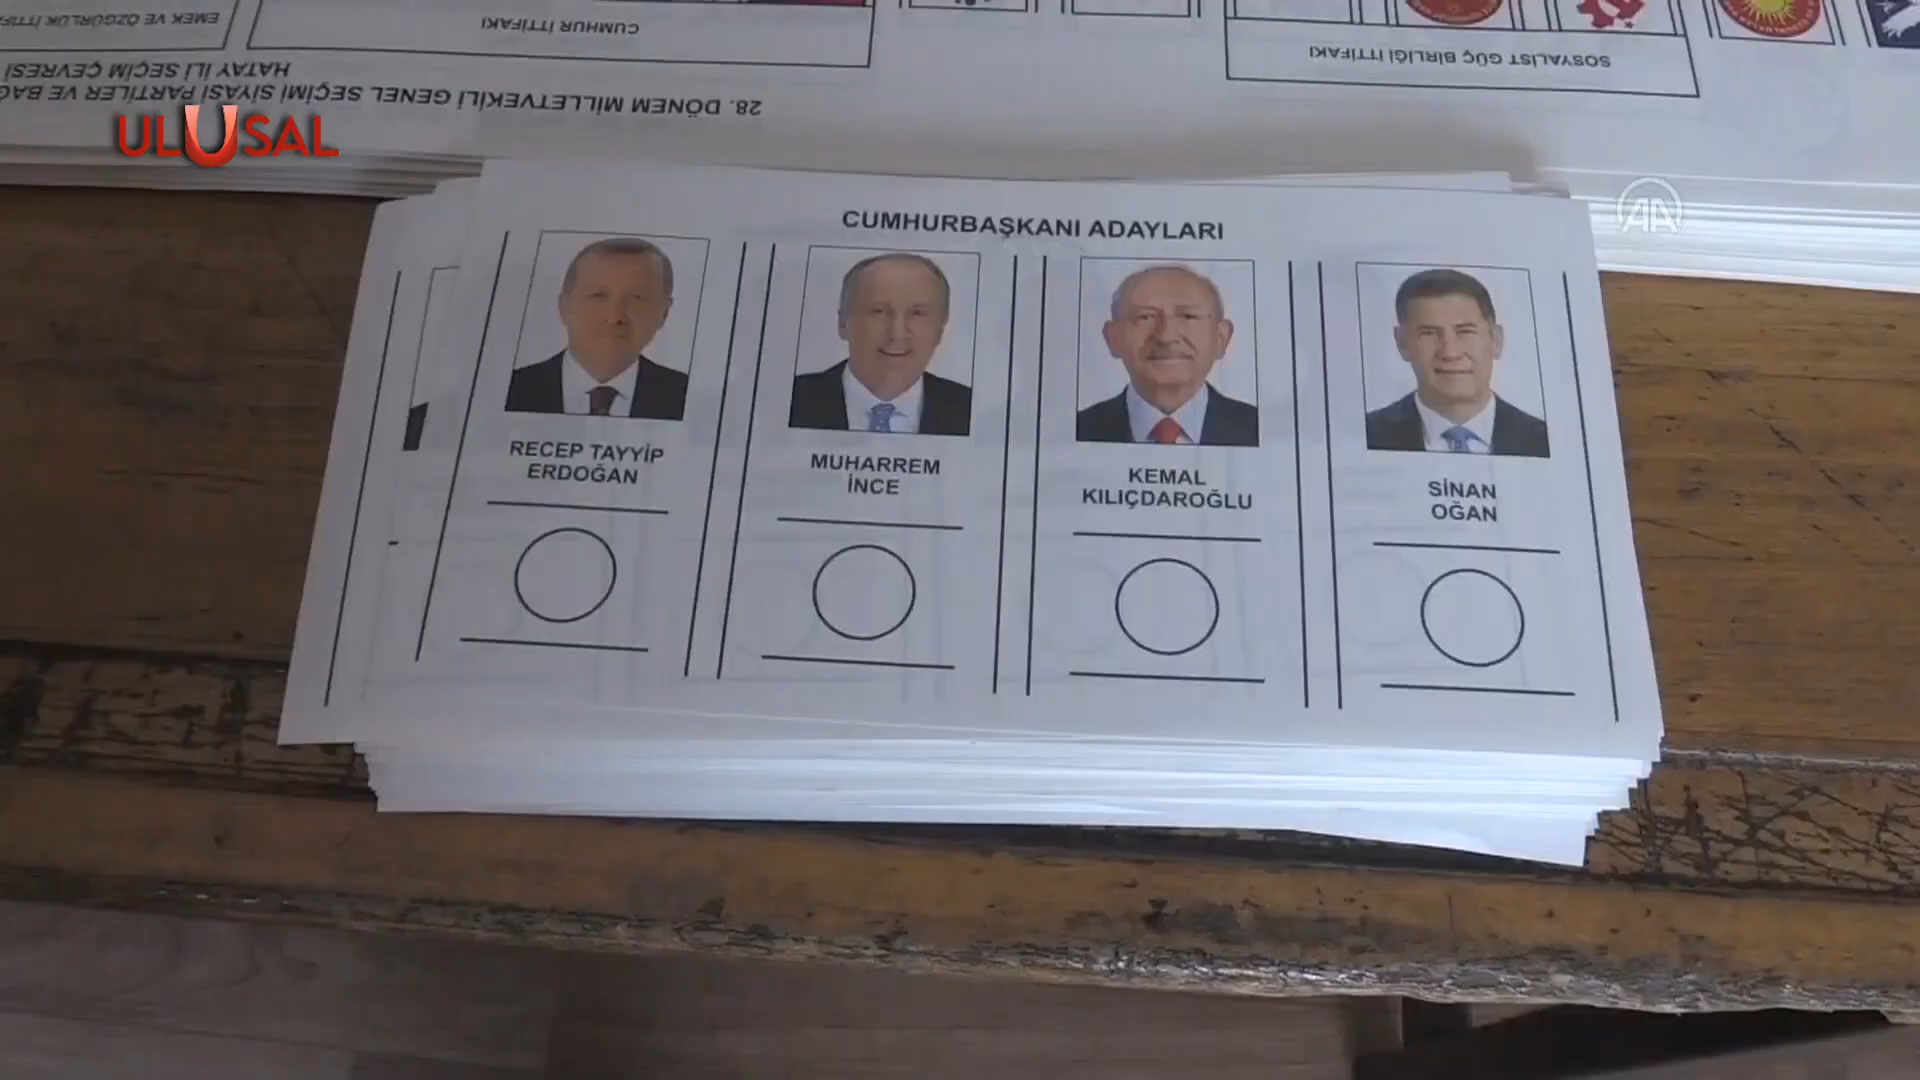 EMEK VE ÖZGÜRLÜK İTTİFAKI
CUMHUR İTTİFAKI
SOSYALİST GÜÇ BİRLİĞİ İTTİFAKI
28. DÖNEM MİLLETVEKİLİ GENEL SEÇİMİ SİYASİ PARTİLER VE
HATAY İLİ SEÇİM ÇEVRESİ
ULUSAL
AA
CUMHURBAŞKANI ADAYLARI
RECEP TAYYİP
ERDOĞAN
MUHARREM
İNCE
KEMAL
KILIÇDAROĞLU
SİNAN
OĞAN